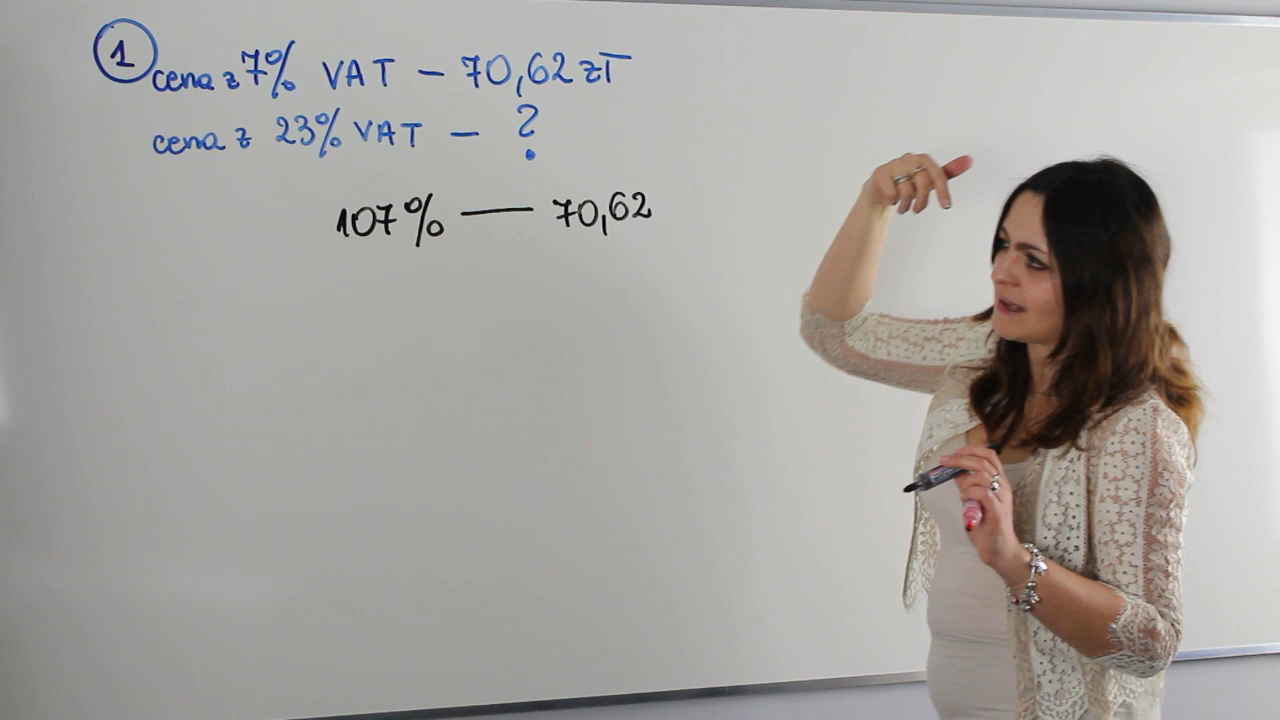 1 cena z 7% VAT – 70,62 zł
cena z 23% VAT – ?
107% — 70,62